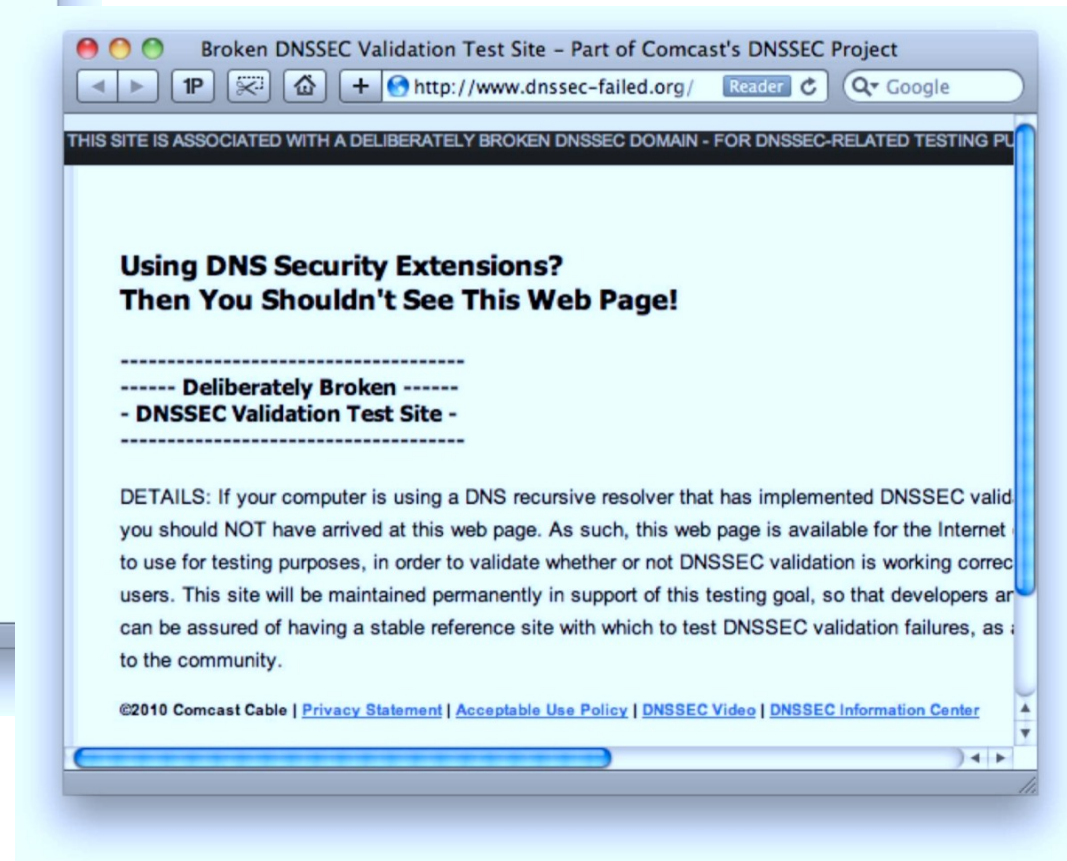 Broken DNSSEC Validation Test Site – Part of Comcast's DNSSEC Project
1P
+ http://www.dnssec-failed.org/ Reader Google
THIS SITE IS ASSOCIATED WITH A DELIBERATELY BROKEN DNSSEC DOMAIN - FOR DNSSEC-RELATED TESTING
Using DNS Security Extensions?
Then You Shouldn't See This Web Page!
-------------------------------------
------ Deliberately Broken ------
- DNSSEC Validation Test Site -
-------------------------------------
DETAILS: If your computer is using a DNS recursive resolver that has implemented DNSSEC
you should NOT have arrived at this web page. As such, this web page is available for the Internet
to use for testing purposes, in order to validate whether or not DNSSEC validation is working
users. This site will be maintained permanently in support of this testing goal, so that developers
can be assured of having a stable reference site with which to test DNSSEC validation failures, as
to the community.
©2010 Comcast Cable | Privacy Statement | Acceptable Use Policy | DNSSEC Video | DNSSEC Information Center